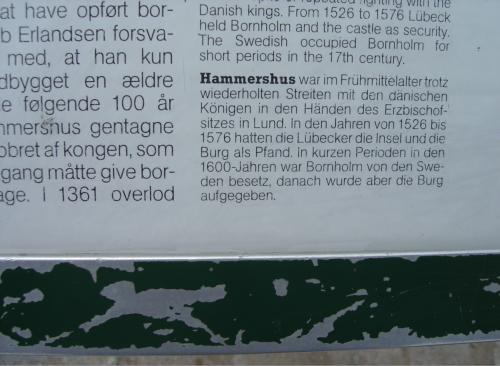 at have opført bor-
b Erlandsen forsva-
med, at han kun
dbygget en ældre
e følgende 100 år
mmershus gentagne
obret af kongen, som
gang måtte give bor-
age. I 1361 overlod
fighting with the
Danish kings. From 1526 to 1576 Lübeck
held Bornholm and the castle as security.
The Swedish occupied Bornholm for
short periods in the 17th century.
Hammershus war im Frühmittelalter trotz
wiederholten Streiten mit den dänischen
Königen in den Händen des Erzbischof-
sitzes in Lund. In den Jahren von 1526 bis
1576 hatten die Lübecker die Insel und die
Burg als Pfand. In kurzen Perioden in den
1600-Jahren war Bornholm von den Swe-
den besetz, danach wurde aber die Burg
aufgegeben.